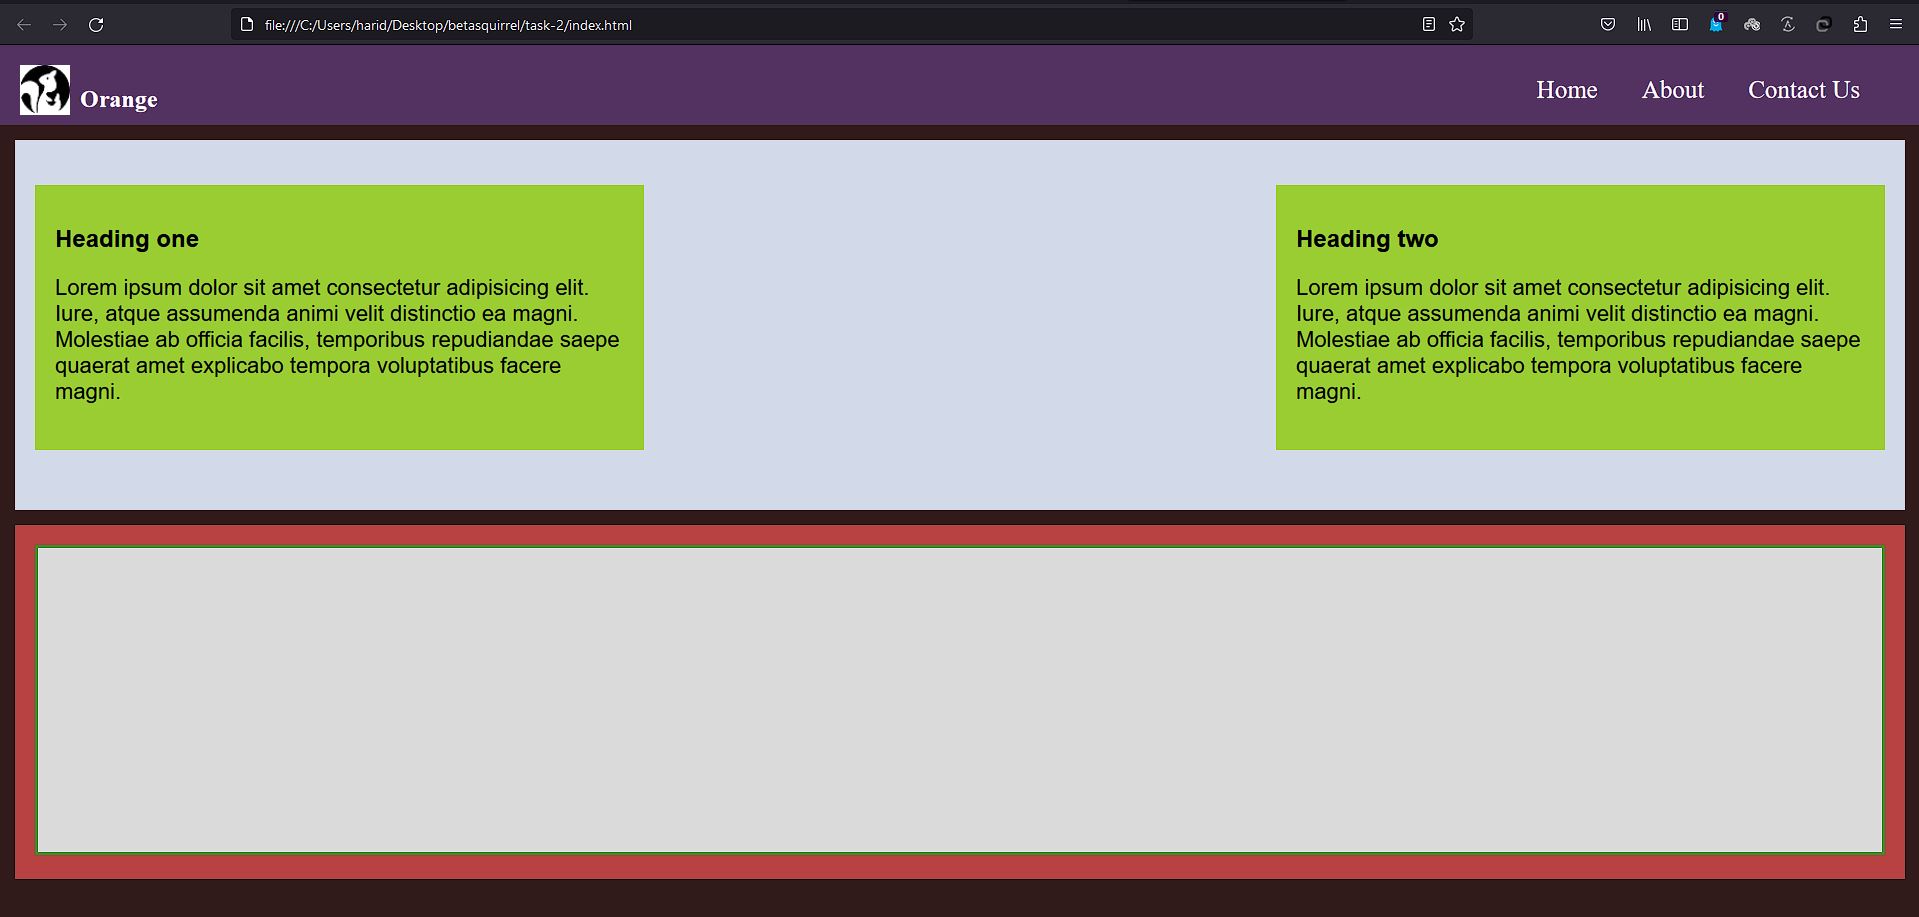 file:///C:/Users/harid/Desktop/betasquirrel/task-2/index.html
0
Orange
Home About Contact Us
Heading one
Lorem ipsum dolor sit amet consectetur adipisicing elit.
Iure, atque assumenda animi velit distinctio ea magni.
Molestiae ab officia facilis, temporibus repudiandae saepe
quaerat amet explicabo tempora voluptatibus facere
magni.
Heading two
Lorem ipsum dolor sit amet consectetur adipisicing elit.
Iure, atque assumenda animi velit distinctio ea magni.
Molestiae ab officia facilis, temporibus repudiandae saepe
quaerat amet explicabo tempora voluptatibus facere
magni.